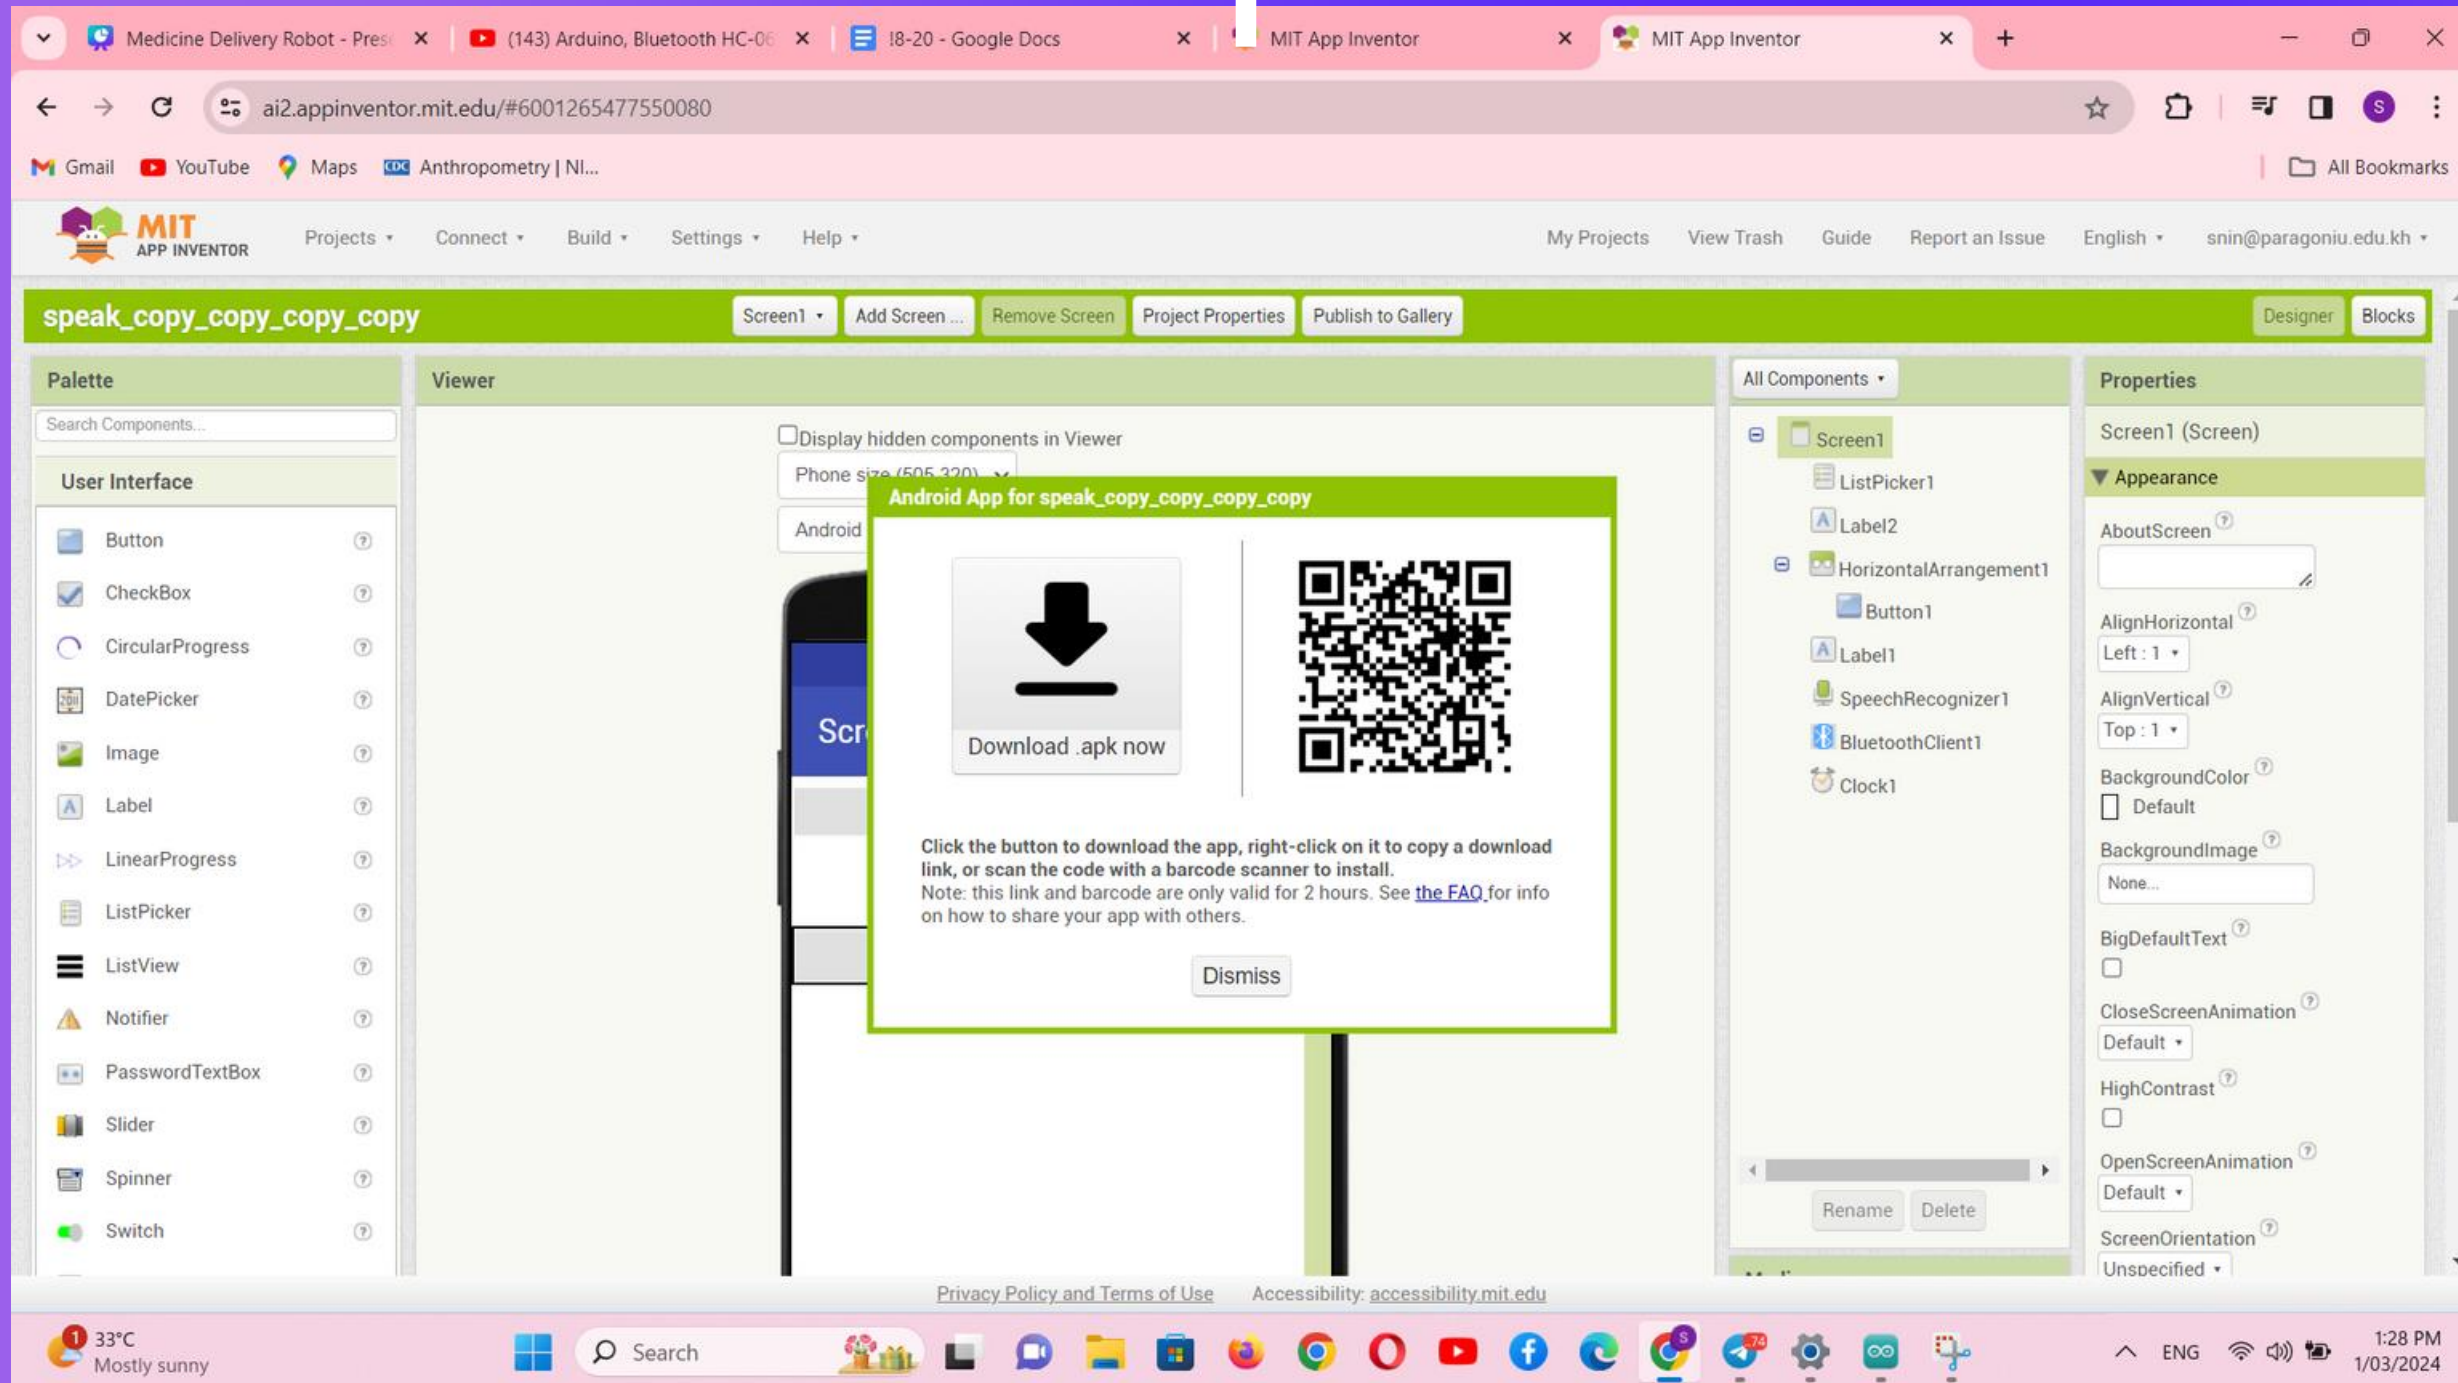 Medicine Delivery Robot - Pres
(143) Arduino, Bluetooth HC-06
!8-20 - Google Docs
MIT App Inventor
MIT App Inventor
ai2.appinventor.mit.edu/#6001265477550080
S
Gmail
YouTube
Maps
CDC
Anthropometry | NI...
All Bookmarks
MIT
APP INVENTOR
Projects
Connect
Build
Settings
Help
My Projects
View Trash
Guide
Report an Issue
English
snin@paragoniu.edu.kh
speak_copy_copy_copy_copy
Screen1
Add Screen ...
Remove Screen
Project Properties
Publish to Gallery
Designer
Blocks
Palette
Search Components...
User Interface
Button
CheckBox
CircularProgress
DatePicker
Image
Label
LinearProgress
ListPicker
ListView
Notifier
PasswordTextBox
Slider
Spinner
Switch
Viewer
Display hidden components in Viewer
Phone size (505,320)
Android
Scr
Android App for speak_copy_copy_copy_copy
Download .apk now
Click the button to download the app, right-click on it to copy a download
link, or scan the code with a barcode scanner to install.
Note: this link and barcode are only valid for 2 hours. See the FAQ for info
on how to share your app with others.
Dismiss
All Components
Screen1
ListPicker1
Label2
HorizontalArrangement1
Button1
Label1
SpeechRecognizer1
BluetoothClient1
Clock1
Rename
Delete
Properties
Screen1 (Screen)
Appearance
AboutScreen
AlignHorizontal
Left : 1
AlignVertical
Top : 1
BackgroundColor
Default
BackgroundImage
None...
BigDefaultText
CloseScreenAnimation
Default
HighContrast
OpenScreenAnimation
Default
ScreenOrientation
Unspecified
Privacy Policy and Terms of Use
Accessibility: accessibility.mit.edu
1
33°C
Mostly sunny
Search
S
74
ENG
1:28 PM
1/03/2024